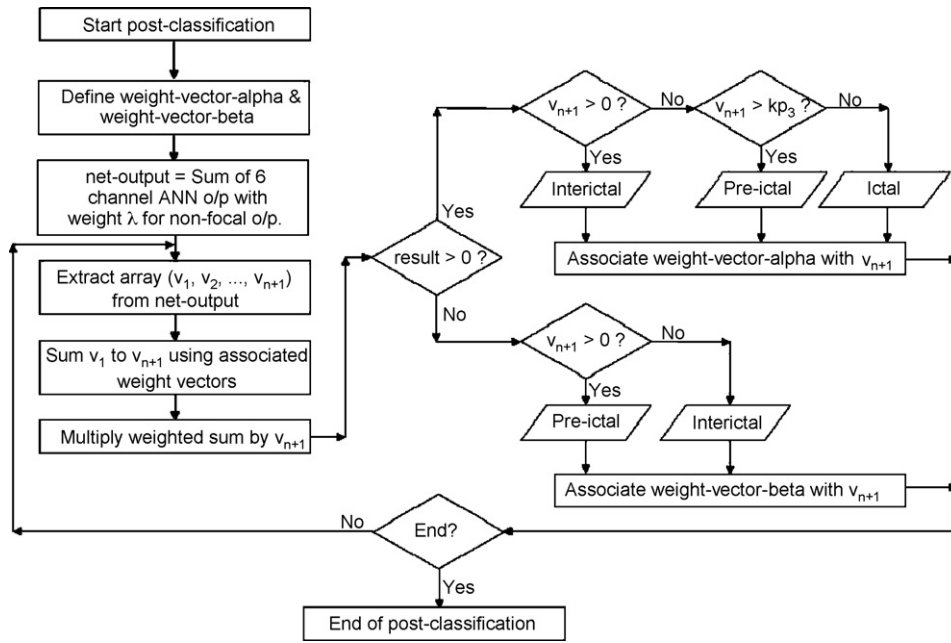 Start post-classification
Define weight-vector-alpha &
weight-vector-beta
net-output = Sum of 6
channel ANN o/p with
weight λ for non-focal o/p.
Extract array (v₁, v₂, ..., vₙ₊₁)
from net-output
Sum v₁ to vₙ₊₁ using associated
weight vectors
Multiply weighted sum by vₙ₊₁
result > 0 ?
Yes
No
vₙ₊₁ > 0 ?
No
Yes
vₙ₊₁ > kp₃ ?
No
Yes
Interictal
Pre-ictal
Ictal
Associate weight-vector-alpha with vₙ₊₁
vₙ₊₁ > 0 ?
No
Yes
Pre-ictal
Interictal
Associate weight-vector-beta with vₙ₊₁
End?
No
Yes
End of post-classification